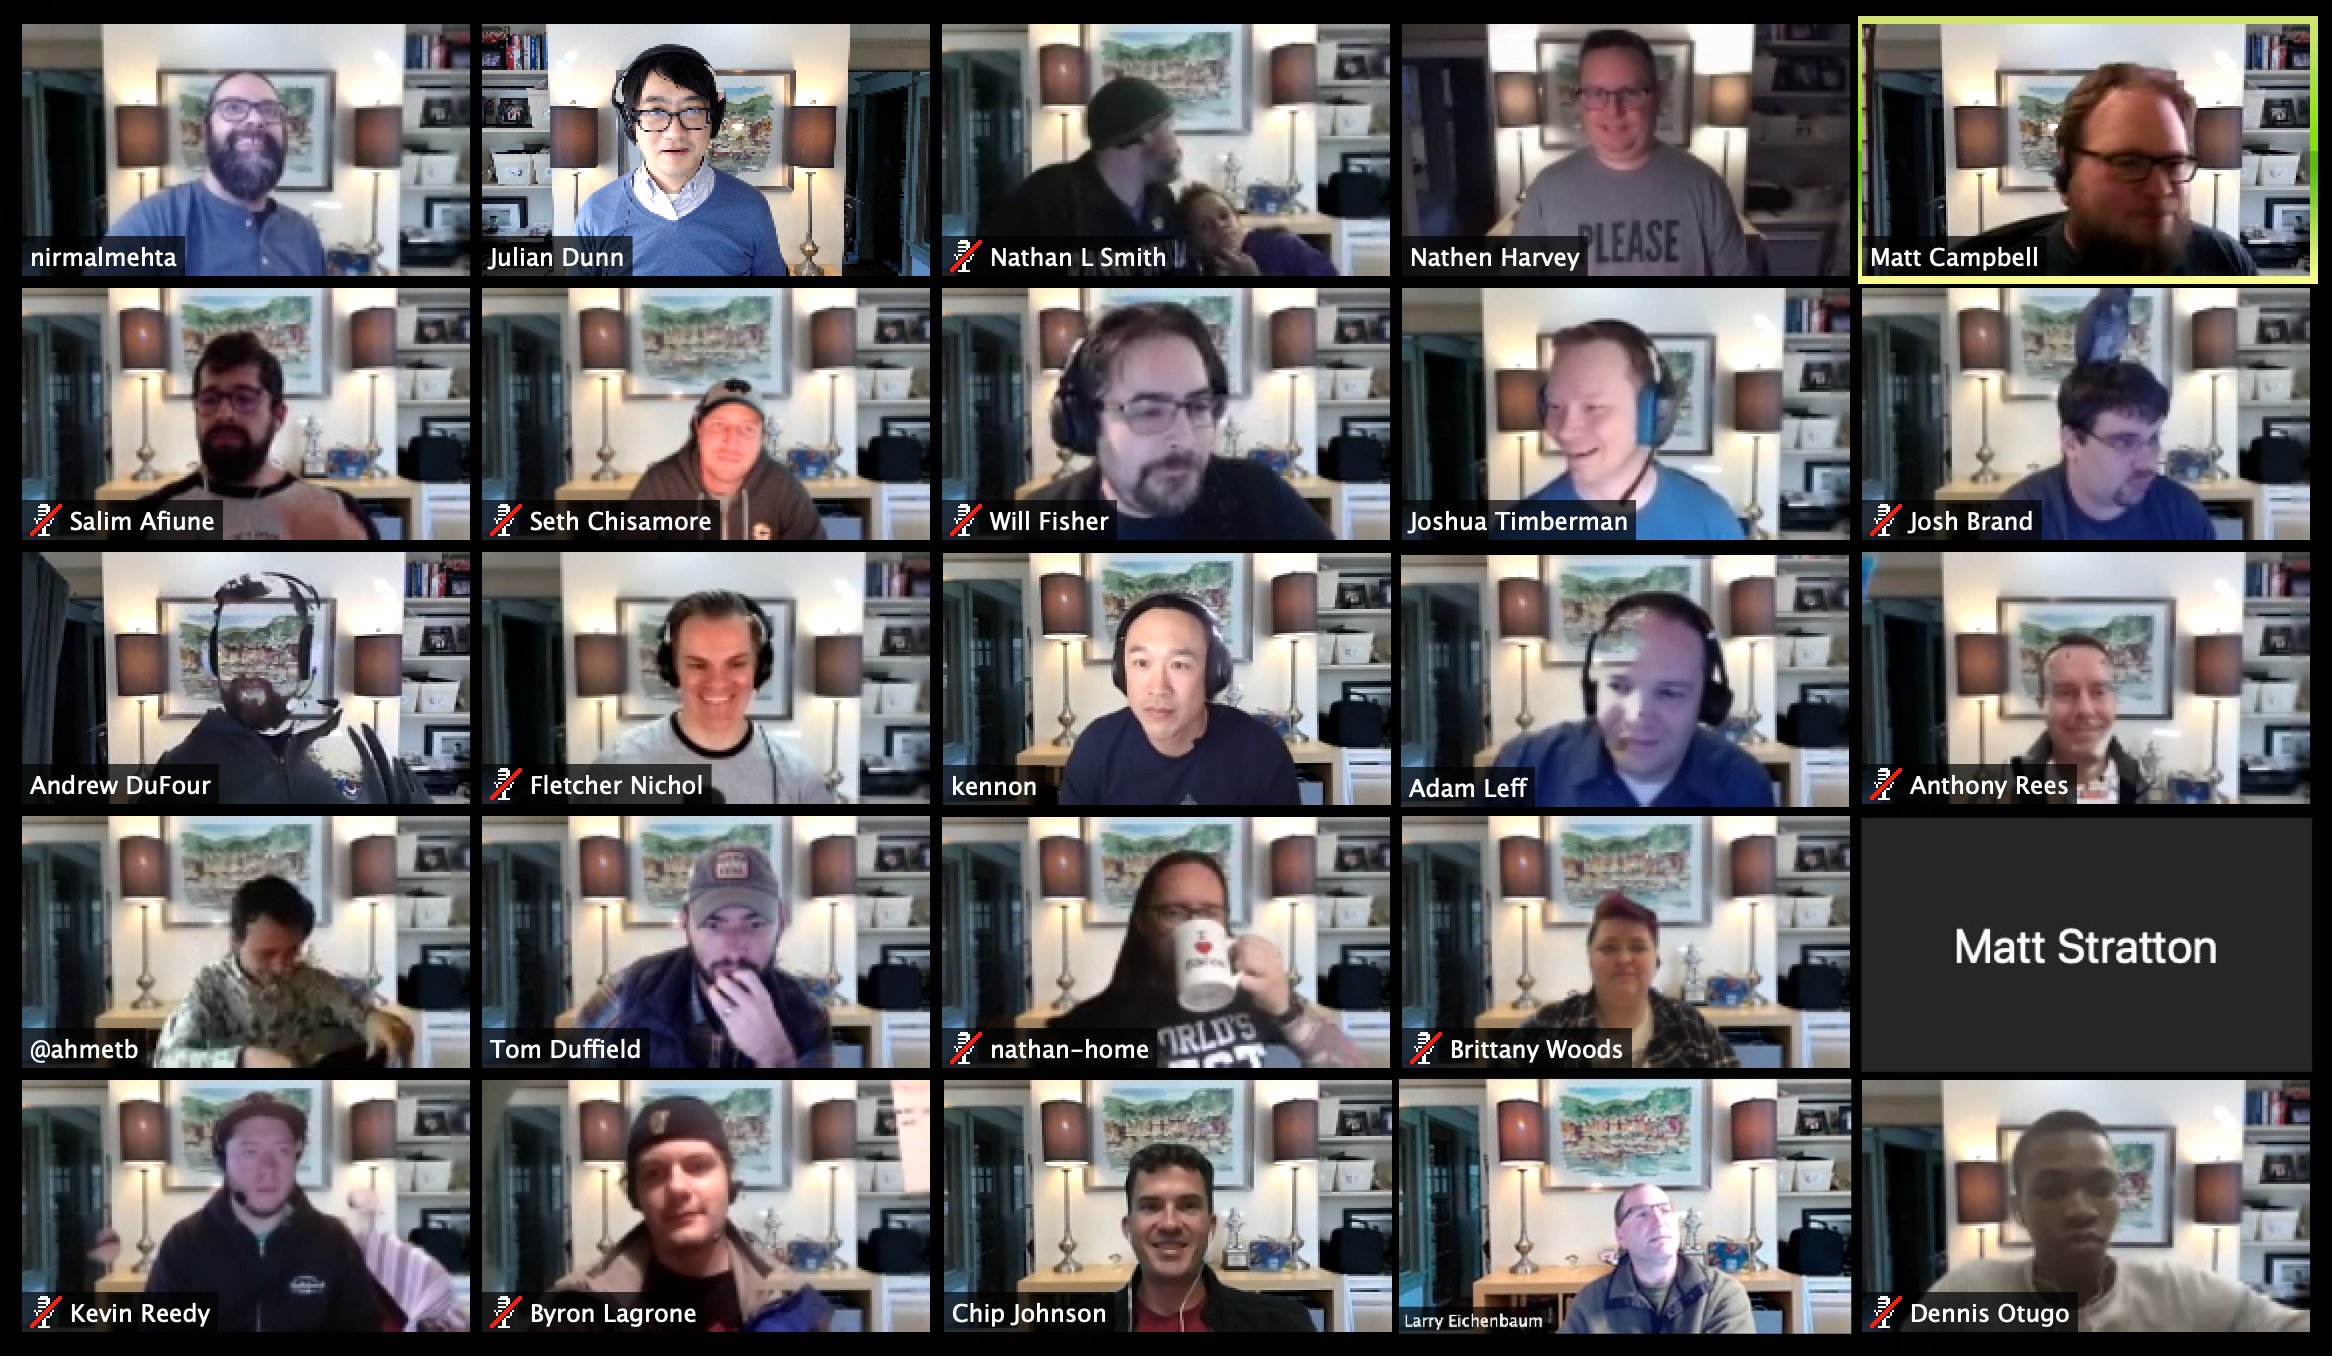 nirmalmehta
Julian Dunn
Nathan L Smith
PLEASE
Nathen Harvey
Matt Campbell
Salim Afiune
Seth Chisamore
Will Fisher
Joshua Timberman
Josh Brand
Andrew DuFour
Fletcher Nichol
kennon
Adam Leff
Anthony Rees
@ahmetb
Tom Duffield
I
WORLD'S
nathan-home
Brittany Woods
Matt Stratton
Kevin Reedy
Byron Lagrone
Chip Johnson
Larry Eichenbaum
Dennis Otugo